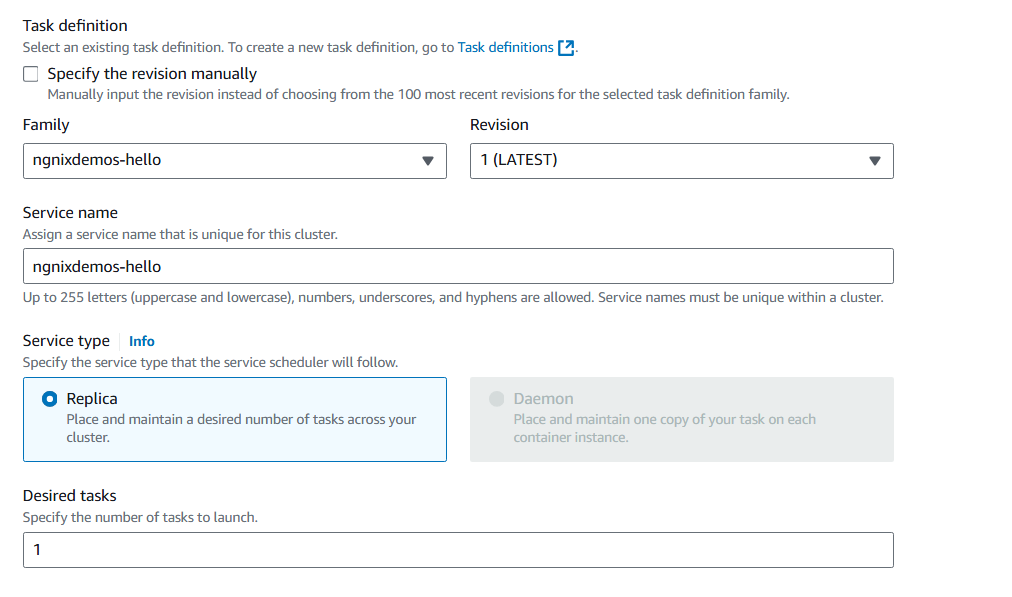 Task definition
Select an existing task definition. To create a new task definition, go to Task definitions.
Specify the revision manually
Manually input the revision instead of choosing from the 100 most recent revisions for the selected task definition family.
Family
Revision
ngnixdemos-hello
1 (LATEST)
Service name
Assign a service name that is unique for this cluster.
ngnixdemos-hello
Up to 255 letters (uppercase and lowercase), numbers, underscores, and hyphens are allowed. Service names must be unique within a cluster.
Service type Info
Specify the service type that the service scheduler will follow.
Replica
Place and maintain a desired number of tasks across your
cluster.
Daemon
Place and maintain one copy of your task on each
container instance.
Desired tasks
Specify the number of tasks to launch.
1